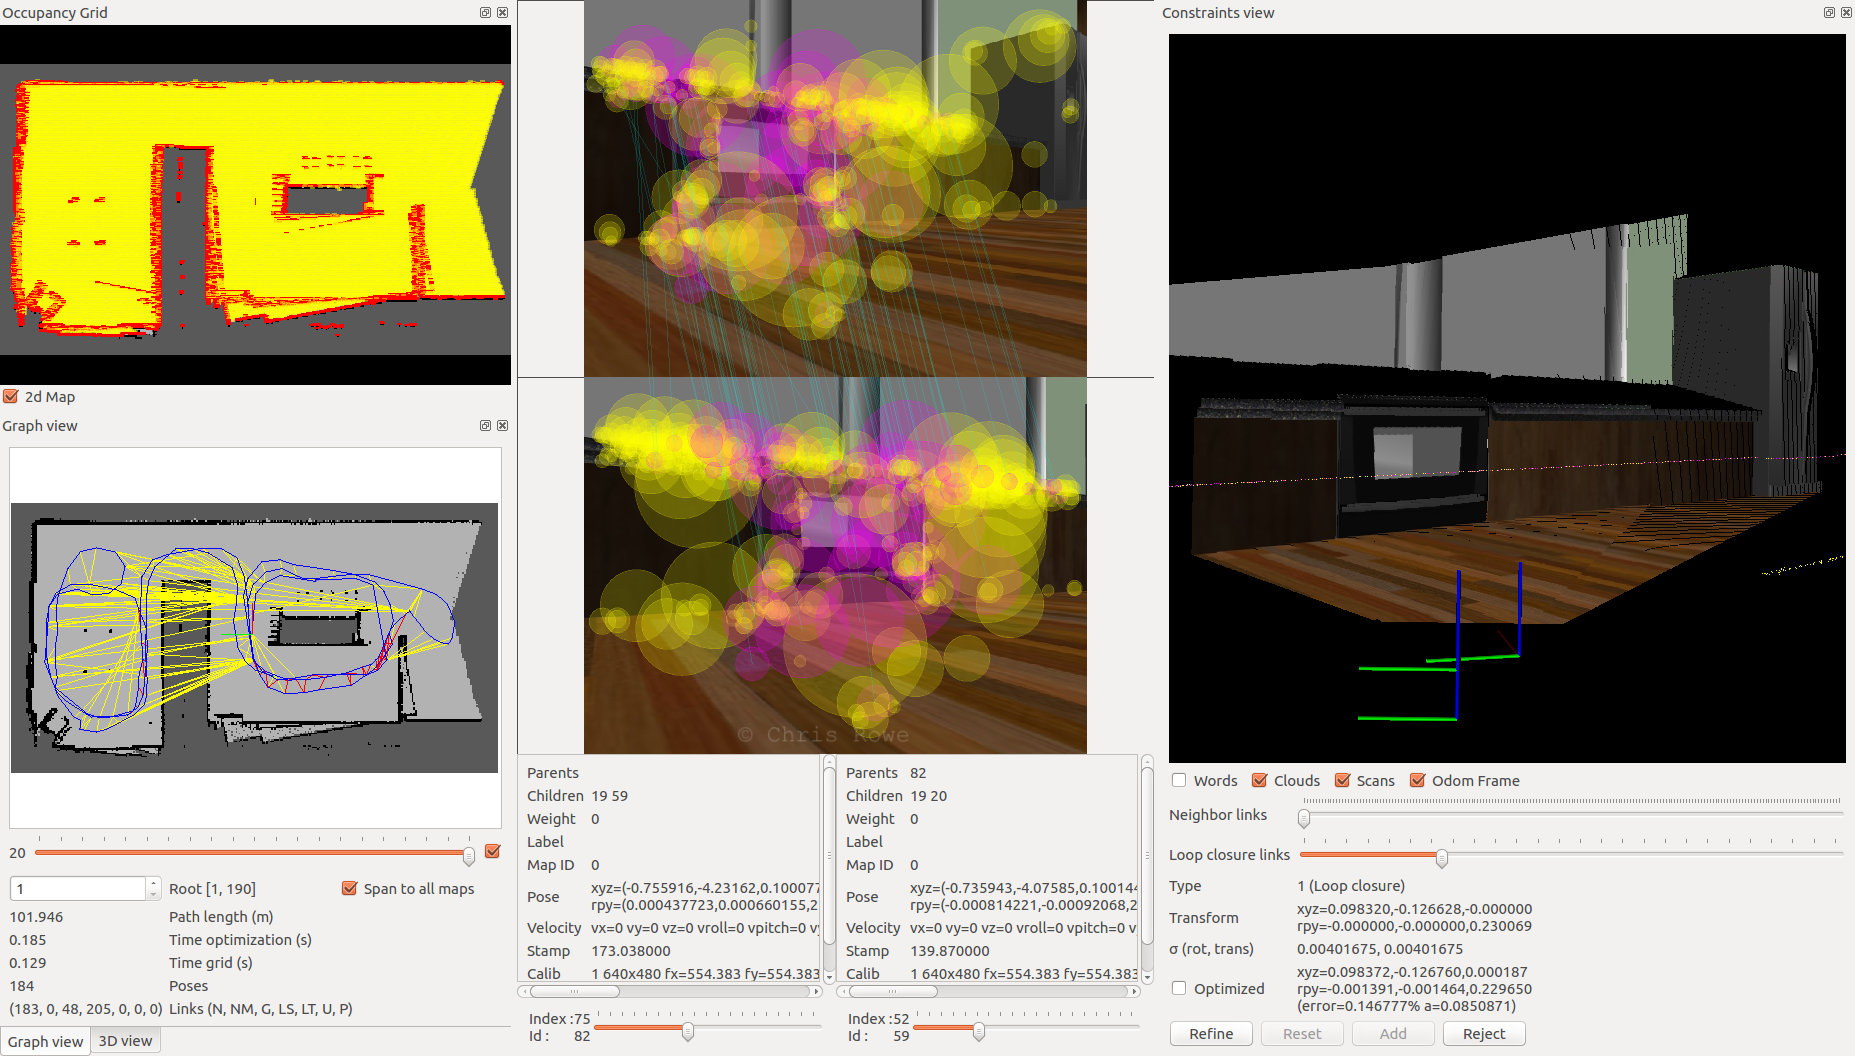 Occupancy Grid
2d Map
Graph view
20
1
Root [1, 190]
Span to all maps
101.946 Path length (m)
0.185 Time optimization (s)
0.129 Time grid (s)
184 Poses
(183, 0, 48, 205, 0, 0, 0) Links (N, NM, G, LS, LT, U, P)
Graph view
3D view
© Chris Rowe
Parents
Children 19 59
Weight 0
Label
Map ID 0
Pose xyz=(-0.755916,-4.23162,0.100077
rpy=(0.000437723,0.000660155,2
Velocity vx=0 vy=0 vz=0 vroll=0 vpitch=0 vy
Stamp 173.038000
Calib 1 640x480 fx=554.383 fy=554.383
Index :75
Id : 82
Parents 82
Children 19 20
Weight 0
Label
Map ID 0
Pose xyz=(-0.735943,-4.07585,0.100144
rpy=(-0.000814221,-0.00092068,2
Velocity vx=0 vy=0 vz=0 vroll=0 vpitch=0 v
Stamp 139.870000
Calib 1 640x480 fx=554.383 fy=554.383
Index :52
Id : 59
Constraints view
Words Clouds Scans Odom Frame
Neighbor links
Loop closure links
Type 1 (Loop closure)
Transform xyz=0.098320,-0.126628,-0.000000
rpy=-0.000000,-0.000000,0.230069
σ (rot, trans) 0.00401675, 0.00401675
Optimized xyz=0.098372,-0.126760,0.000187
rpy=-0.001391,-0.001464,0.229650
(error=0.146777% a=0.0850871)
Refine Reset Add Reject